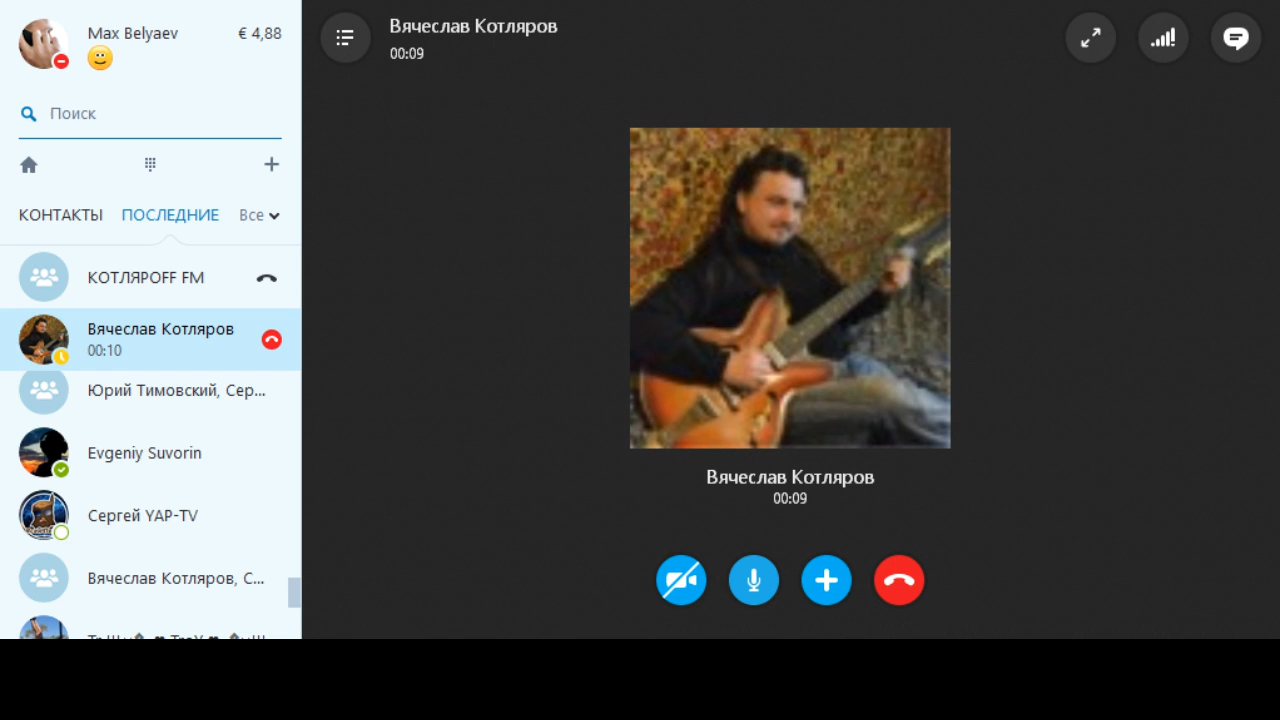 Max Belyaev
€ 4,88
Поиск
КОНТАКТЫ
ПОСЛЕДНИЕ
Все
КОТЛЯРОFF FM
Вячеслав Котляров
00:10
Юрий Тимовский, Сер...
Evgeniy Suvorin
Сергей YAP-TV
Вячеслав Котляров, С...
Вячеслав Котляров
00:09
Вячеслав Котляров
00:09